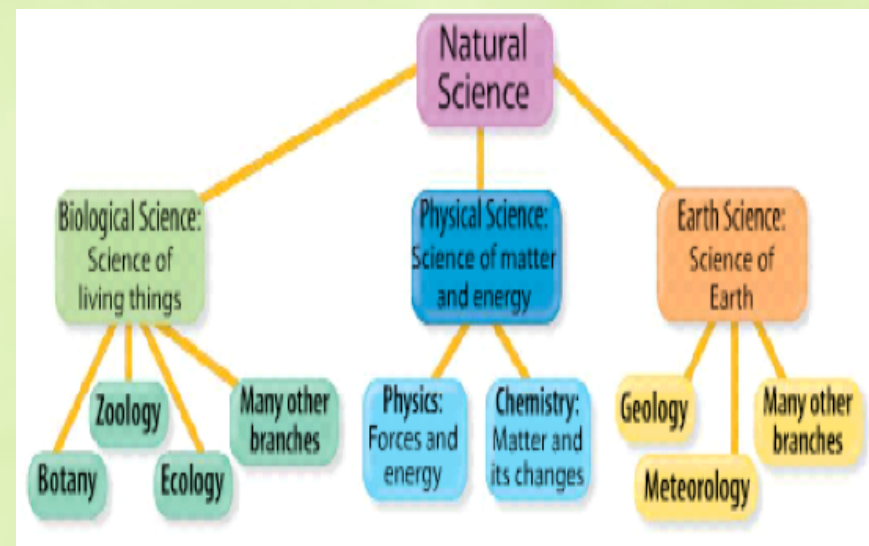 Natural
Science
Biological Science:
Science of
living things
Physical Science:
Science of matter
and energy
Earth Science:
Science of
Earth
Botany
Zoology
Ecology
Many other
branches
Physics:
Forces and
energy
Chemistry:
Matter and
its changes
Geology
Meteorology
Many other
branches